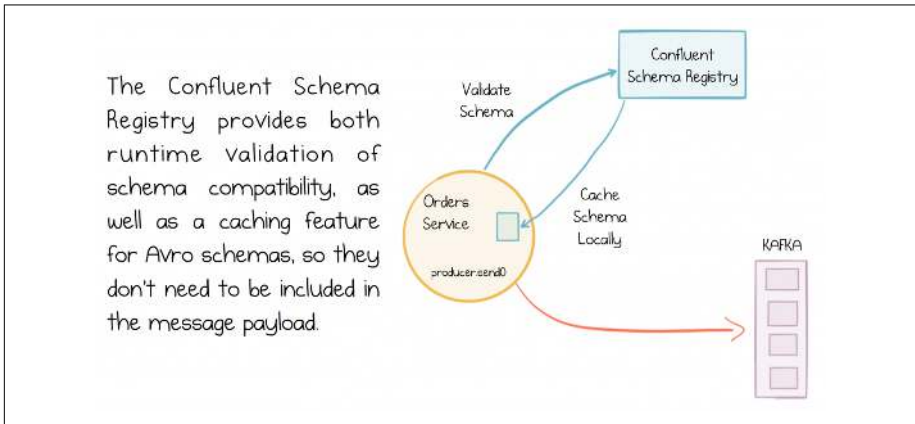 The Confluent Schema
Registry provides both
runtime validation of
schema compatibility, as
well as a caching feature
for Avro schemas, so they
don't need to be included in
the message payload.
Confluent
Schema Registry
Validate
Schema
Cache
Schema
Locally
Orders
Service
producer.send()
KAFKA